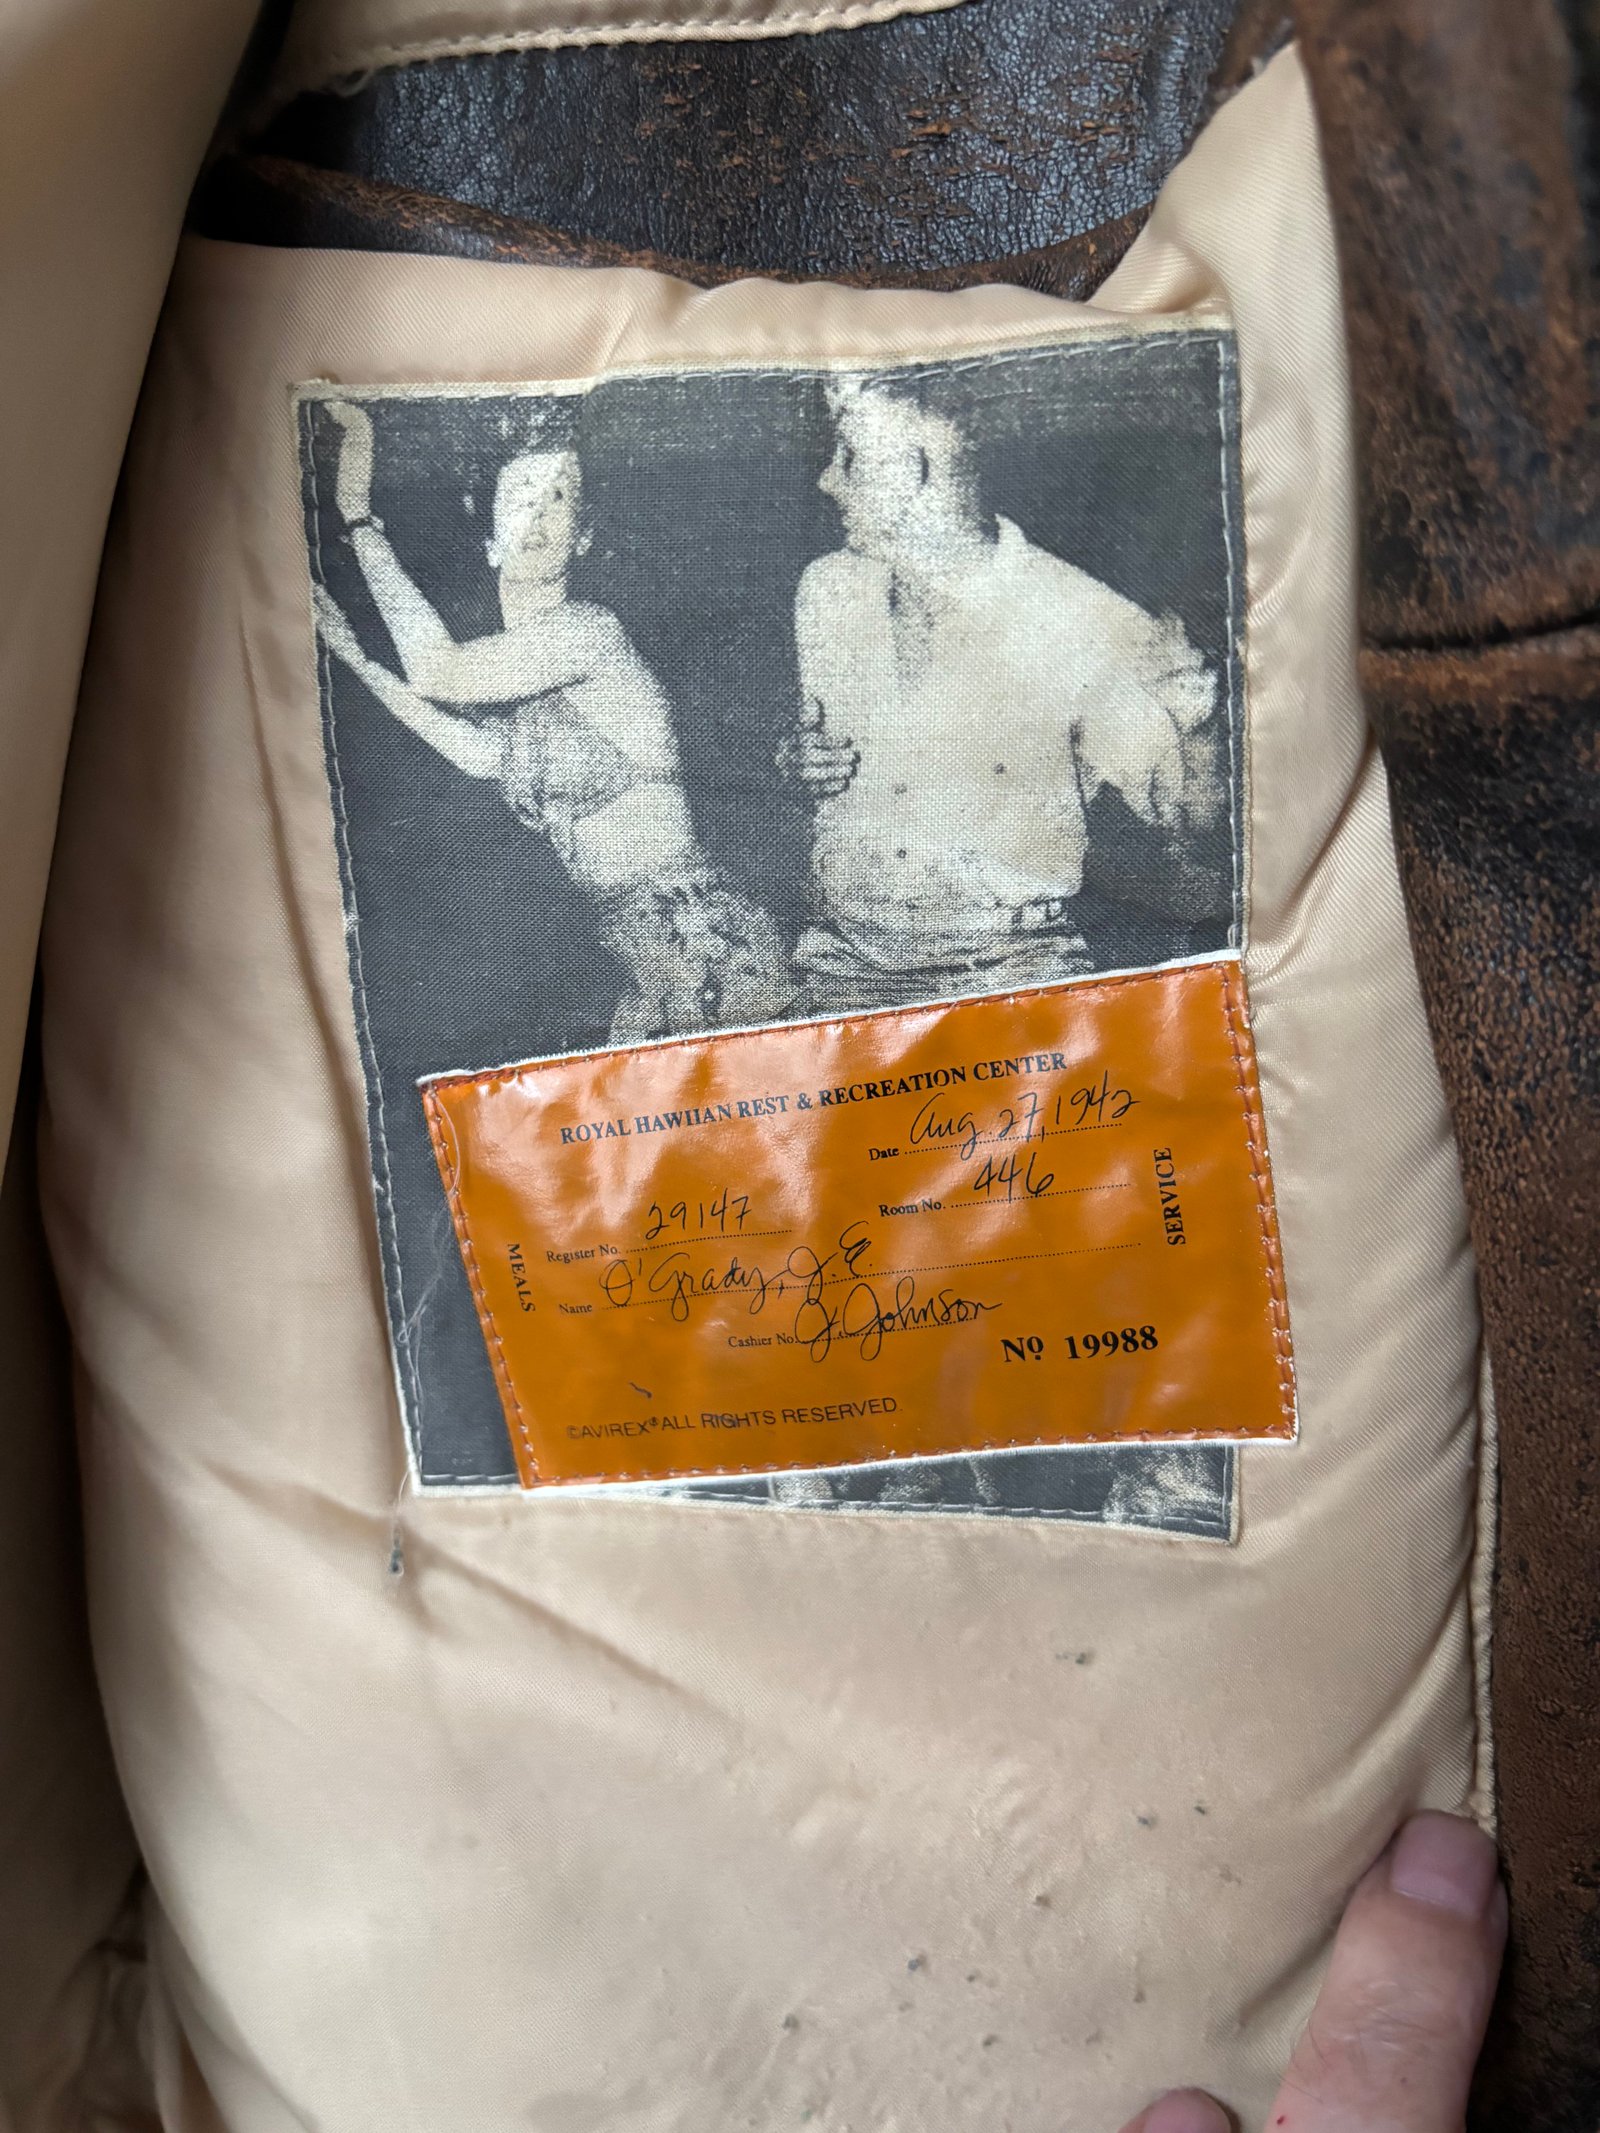 ROYAL HAWIIAN REST & RECREATION CENTER
Date Aug. 27, 1942
Room No. 446
Register No. 29147
Name O'Grady, J.E.
Cashier No. J. Johnson
MEALS
SERVICE
Nº 19988
©AVIREX® ALL RIGHTS RESERVED.